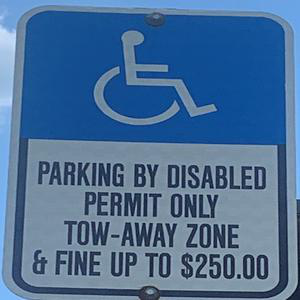 PARKING BY DISABLED
PERMIT ONLY
TOW-AWAY ZONE
& FINE UP TO $250.00